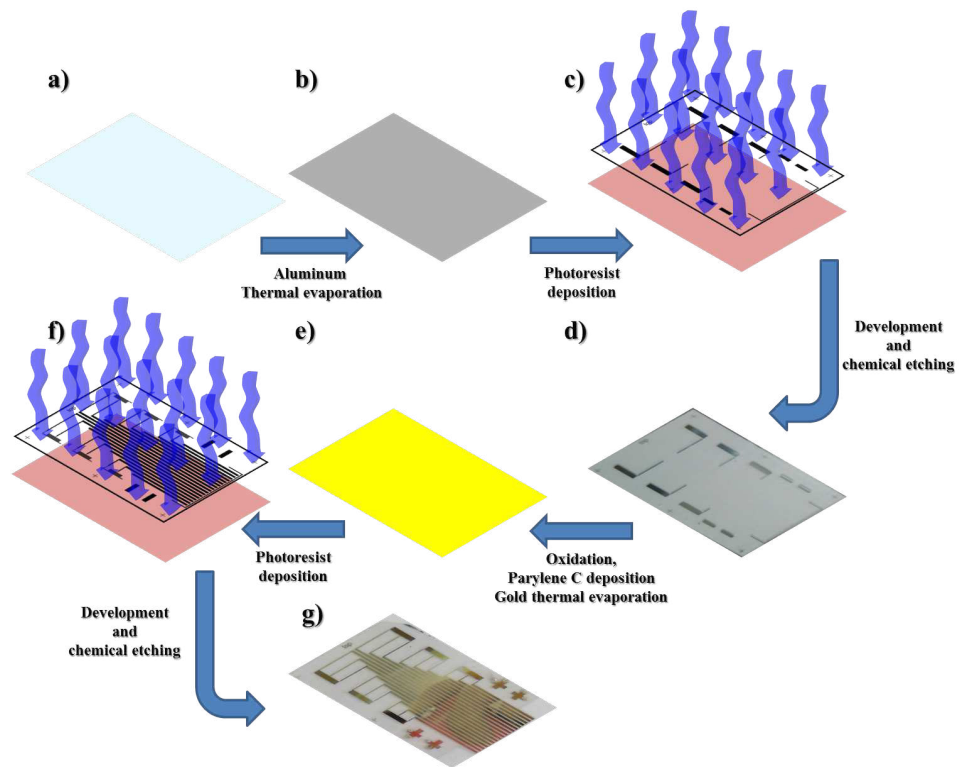 a)
b)
c)
Aluminum
Thermal evaporation
Photoresist
deposition
Development
and
chemical etching
d)
e)
f)
Oxidation,
Parylene C deposition
Gold thermal evaporation
Photoresist
deposition
Development
and
chemical etching
g)